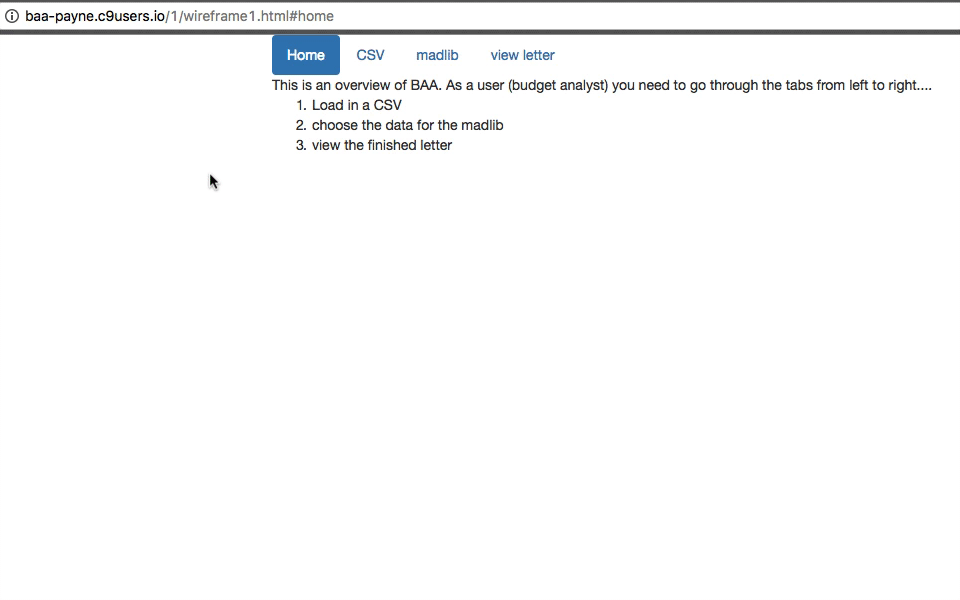 baa-payne.c9users.io/1/wireframe1.html#home
Home CSV madlib view letter
This is an overview of BAA. As a user (budget analyst) you need to go through the tabs from left to right....
1. Load in a CSV
2. choose the data for the madlib
3. view the finished letter